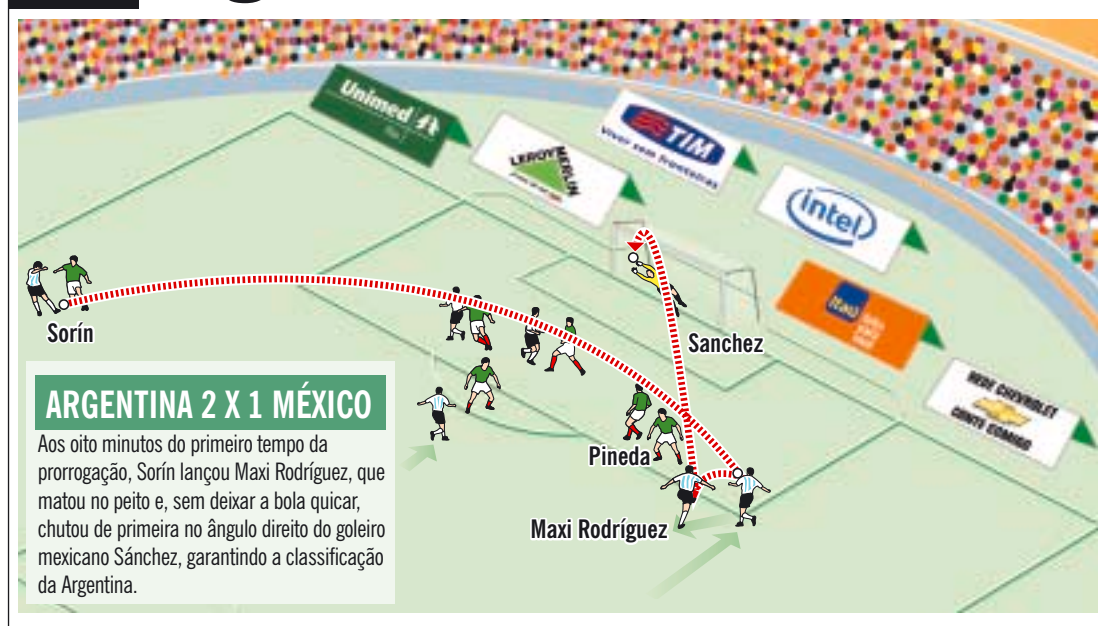 Unimed
LEROY MERLIN
TIM
Viver sem fronteiras
intel
Itaú
REDE CHEVROLET
CONTE COMIGO
Sorín
Sanchez
Pineda
Maxi Rodríguez
ARGENTINA 2 X 1 MÉXICO
Aos oito minutos do primeiro tempo da
prorrogação, Sorín lançou Maxi Rodríguez, que
matou no peito e, sem deixar a bola quicar,
chutou de primeira no ângulo direito do goleiro
mexicano Sánchez, garantindo a classificação
da Argentina.